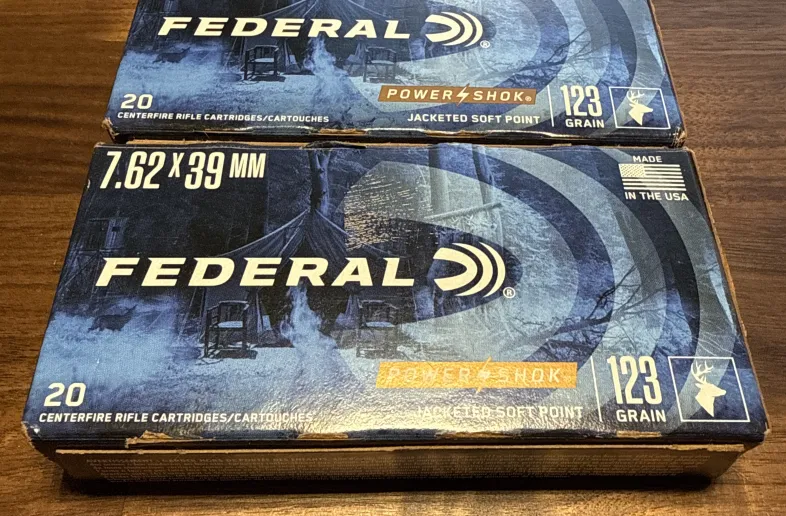 FEDERAL®
POWER SHOK®
20
CENTERFIRE RIFLE CARTRIDGES/CARTOUCHES
JACKETED SOFT POINT
123
GRAIN
7.62 X 39 MM
MADE
IN THE USA
FEDERAL®
POWER SHOK
20
CENTERFIRE RIFLE CARTRIDGES/CARTOUCHES
JACKETED SOFT POINT
123
GRAIN